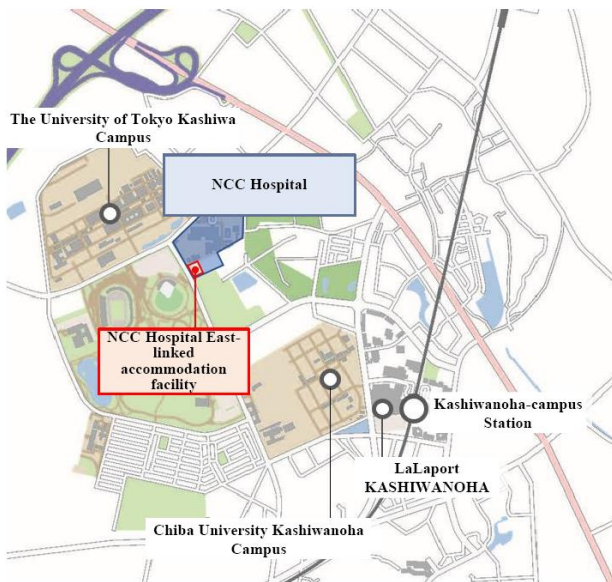 The University of Tokyo Kashiwa
Campus
NCC Hospital
NCC Hospital East-
linked
accommodation
facility
Kashiwanoha-campus
Station
LaLaport
KASHIWANOHA
Chiba University Kashiwanoha
Campus